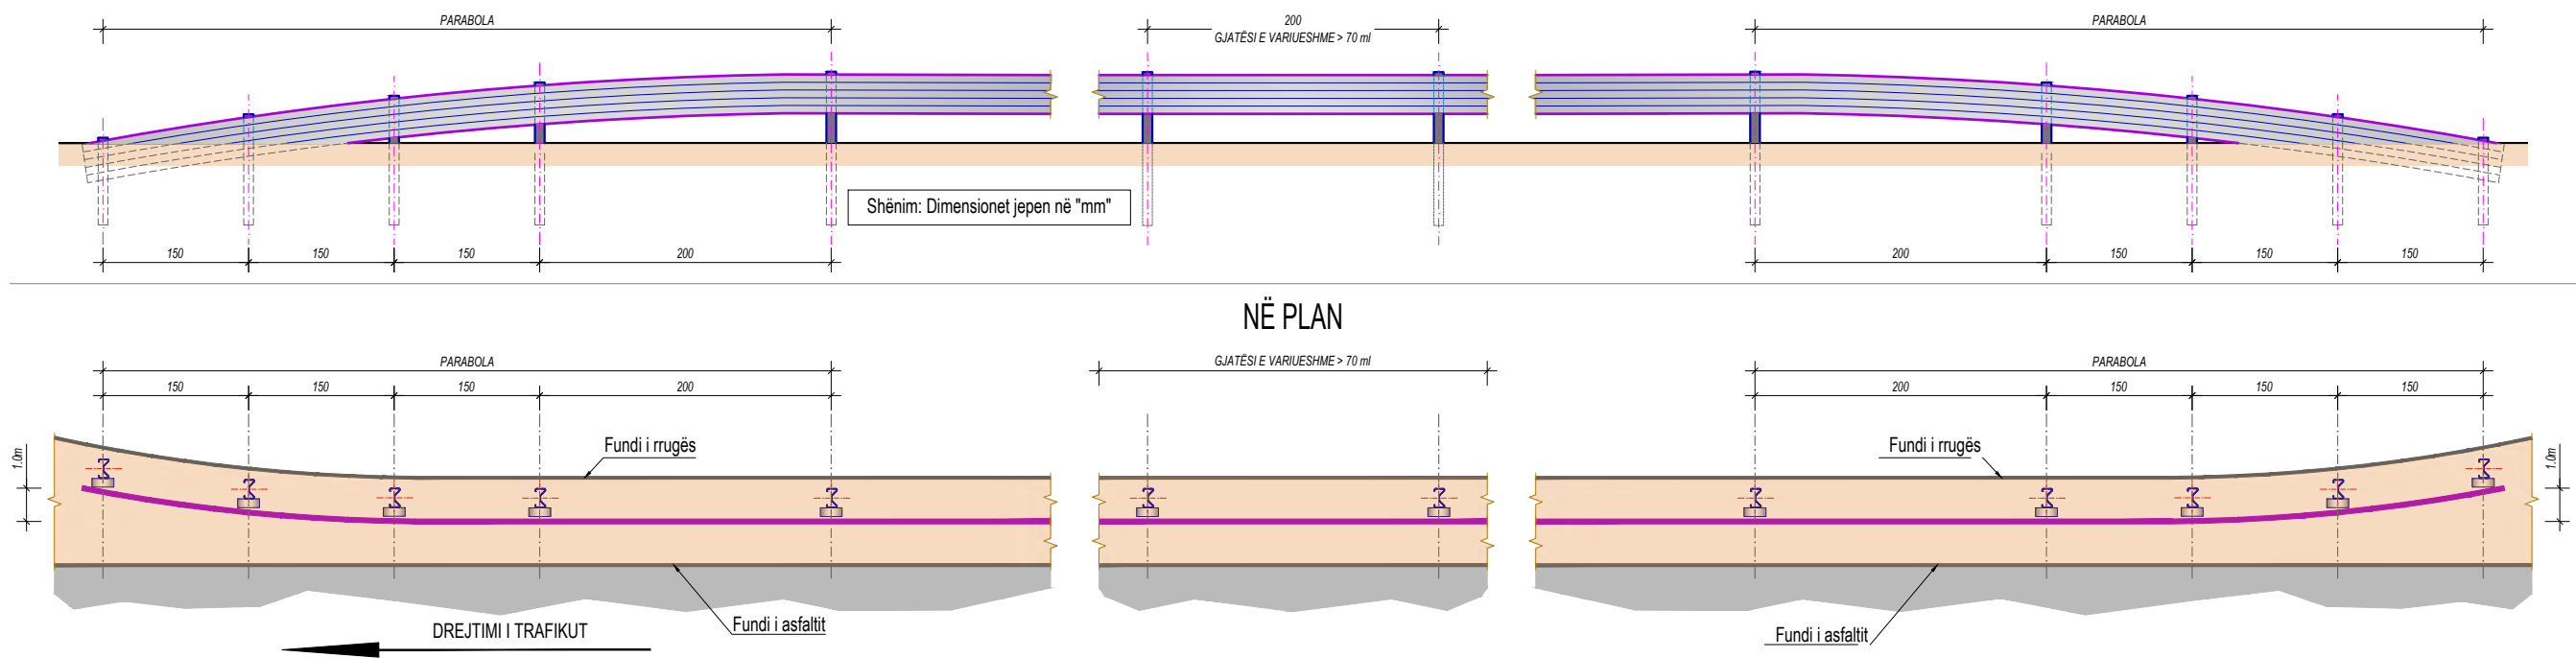 PARABOLA
200
GJATËSI E VARIUESHME > 70 ml
PARABOLA
Shënim: Dimensionet jepen në "mm"
150
150
150
200
200
150
150
150
NË PLAN
PARABOLA
GJATËSI E VARIUESHME > 70 ml
PARABOLA
150
150
150
200
200
150
150
150
1.0m
Fundi i rrugës
Fundi i rrugës
1.0m
DREJTIMI I TRAFIKUT
Fundi i asfaltit
Fundi i asfaltit